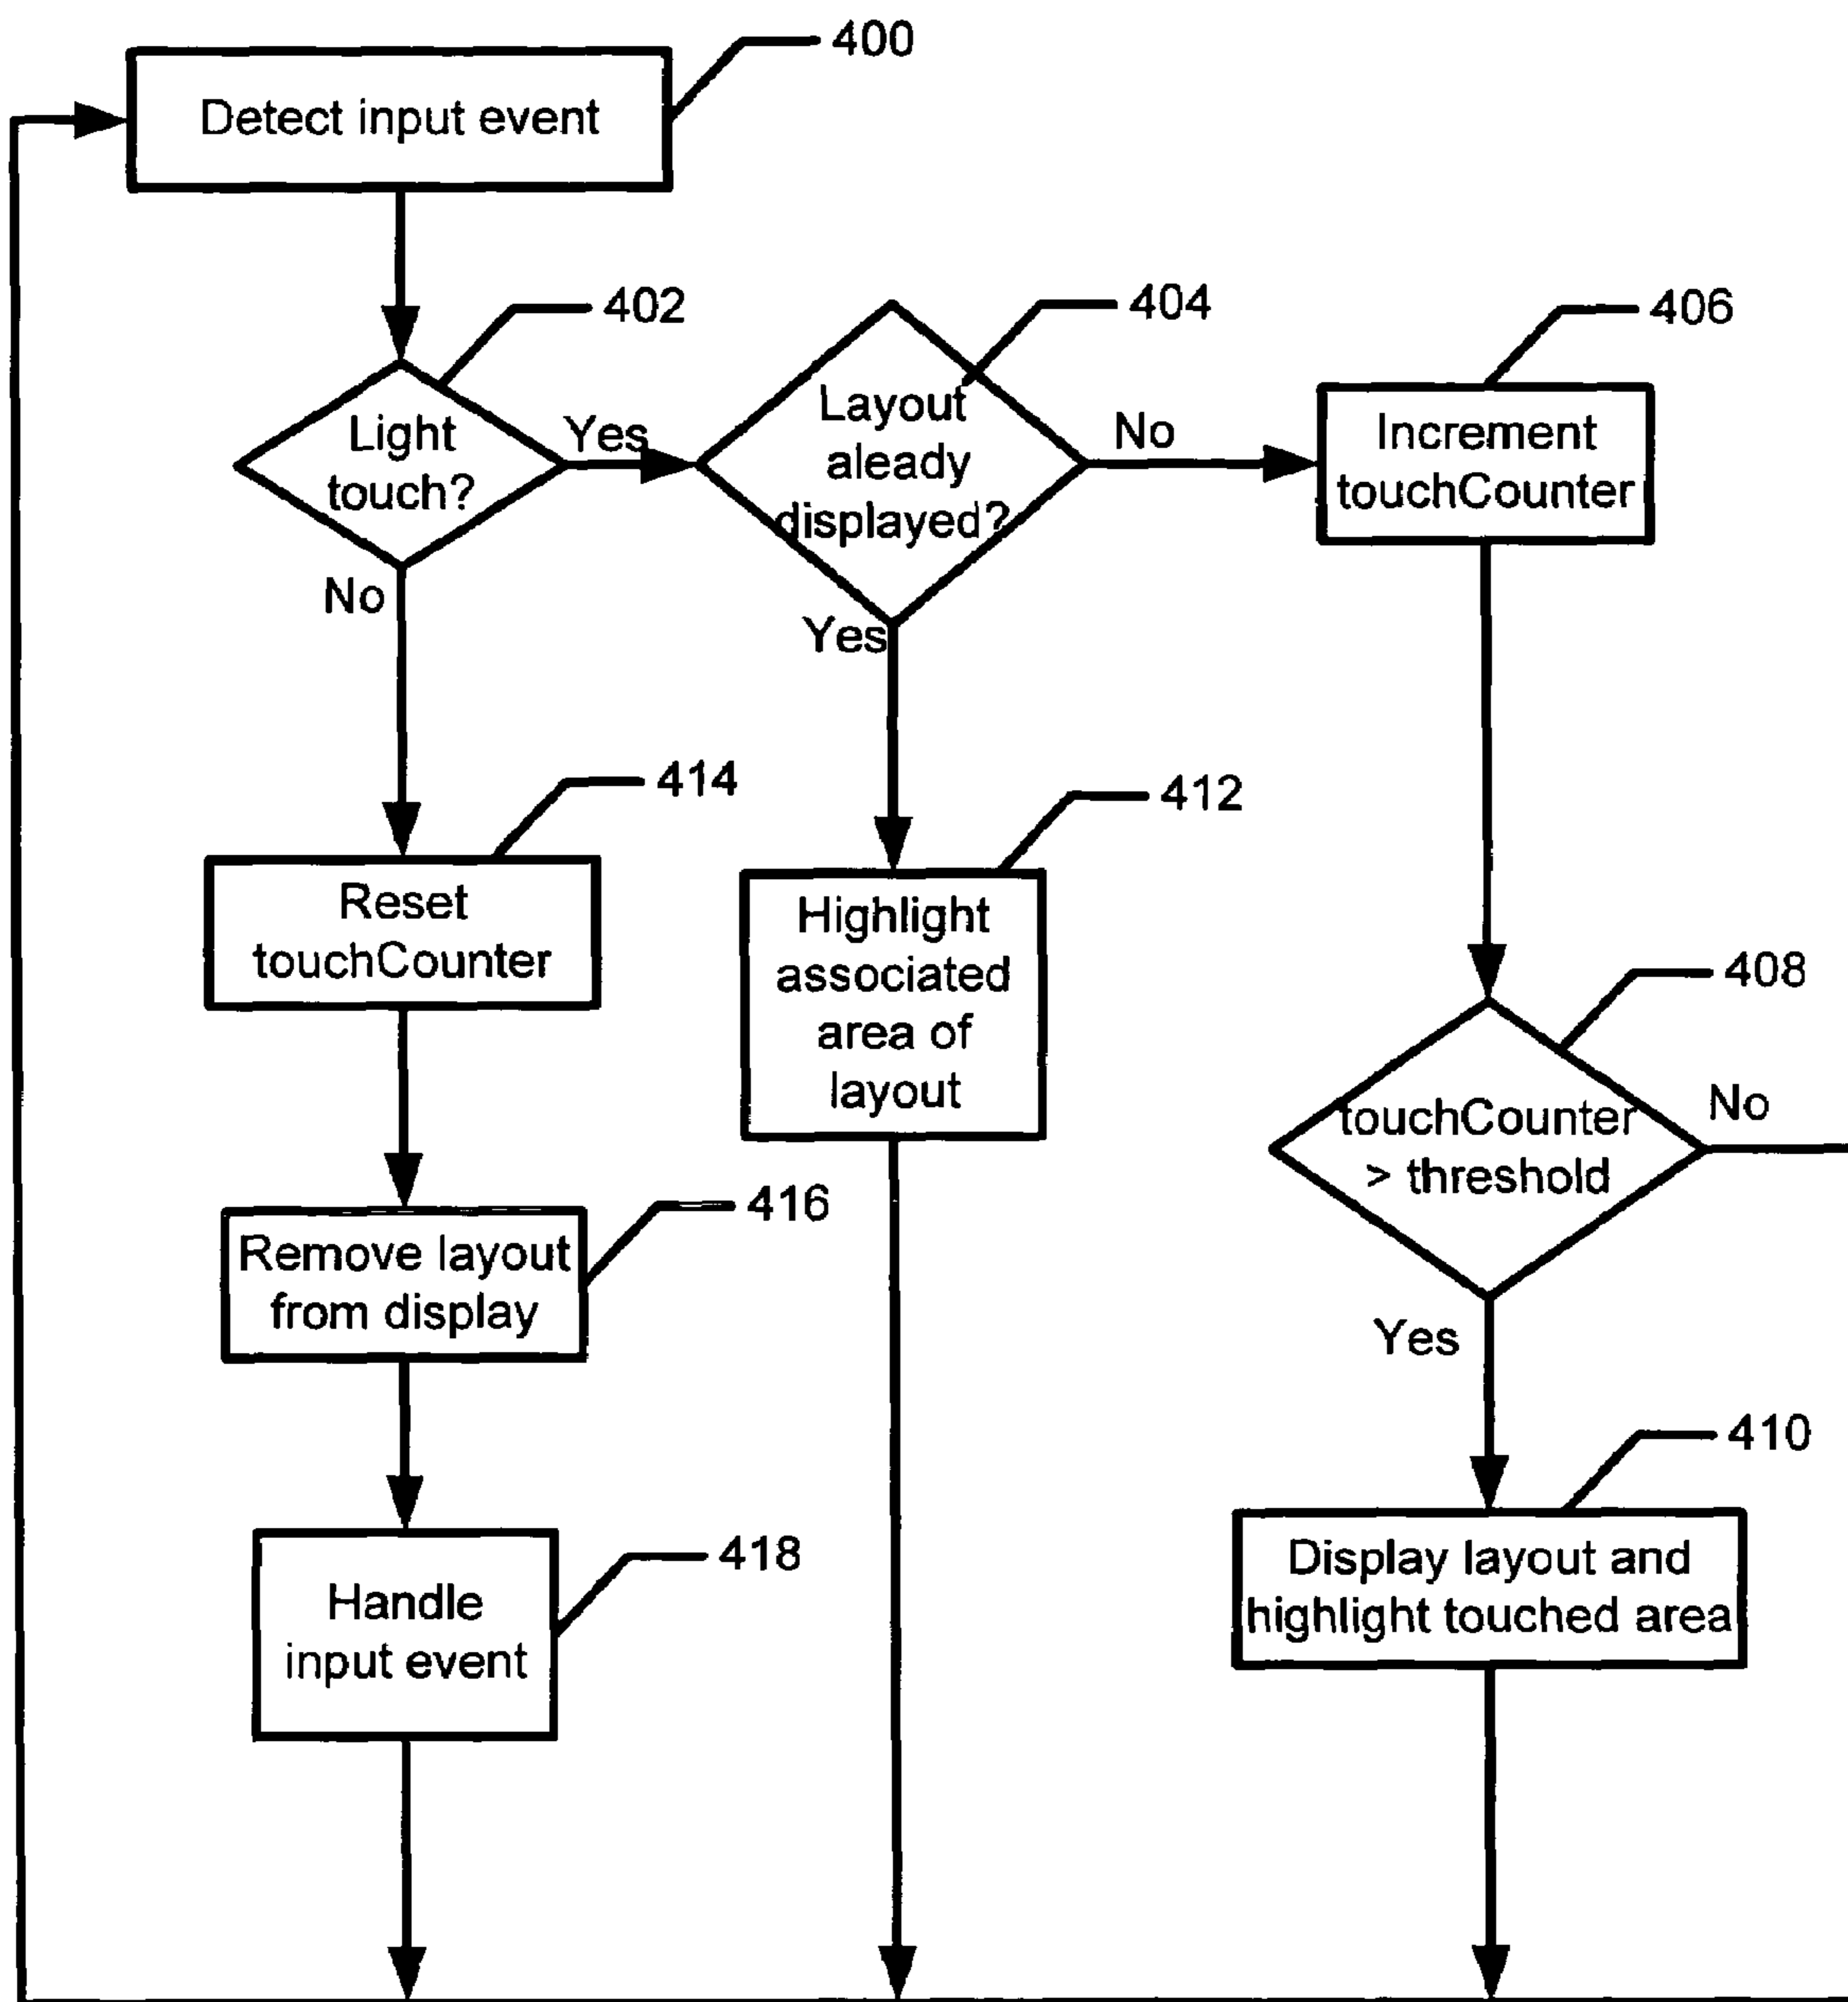 400
Detect input event
402
404
406
Light
touch?
Yes
Layout
aleady
displayed?
No
Increment
touchCounter
No
Yes
414
412
Reset
touchCounter
Highlight
associated
area of
layout
408
touchCounter
> threshold
No
416
Remove layout
from display
Yes
410
418
Handle
input event
Display layout and
highlight touched area